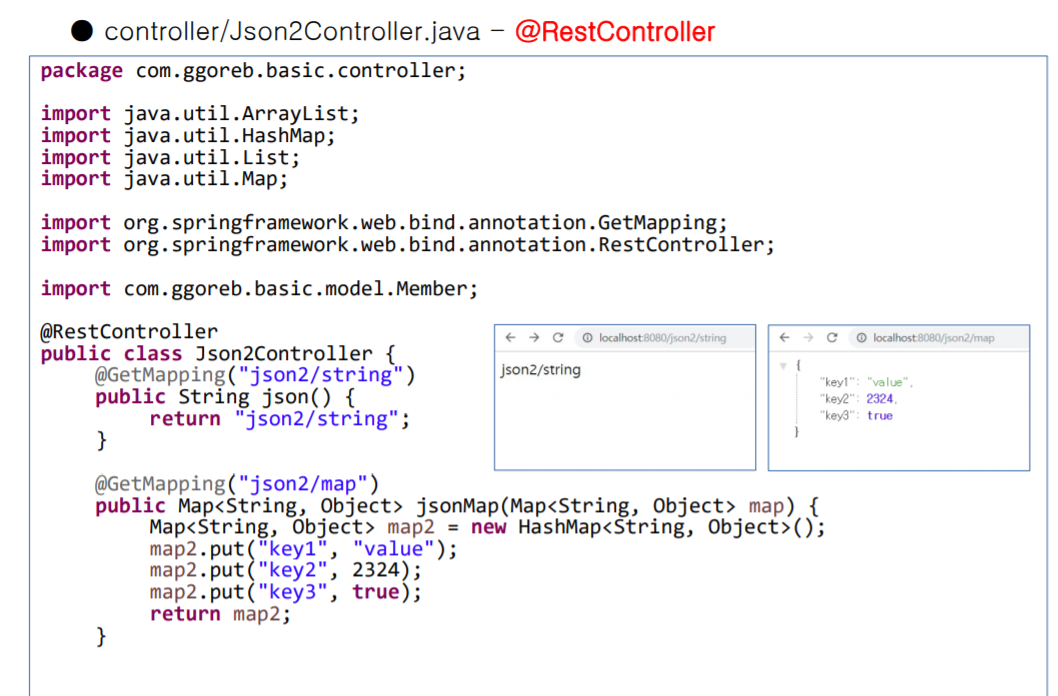 ● controller/Json2Controller.java – @RestController
package com.ggoreb.basic.controller;
import java.util.ArrayList;
import java.util.HashMap;
import java.util.List;
import java.util.Map;
import org.springframework.web.bind.annotation.GetMapping;
import org.springframework.web.bind.annotation.RestController;
import com.ggoreb.basic.model.Member;
@RestController
public class Json2Controller {
@GetMapping("json2/string")
public String json() {
return "json2/string";
}
localhost:8080/json2/string
json2/string
localhost:8080/json2/map
{
"key1": "value",
"key2": 2324,
"key3": true
}
@GetMapping("json2/map")
public Map<String, Object> jsonMap(Map<String, Object> map) {
Map<String, Object> map2 = new HashMap<String, Object>();
map2.put("key1", "value");
map2.put("key2", 2324);
map2.put("key3", true);
return map2;
}